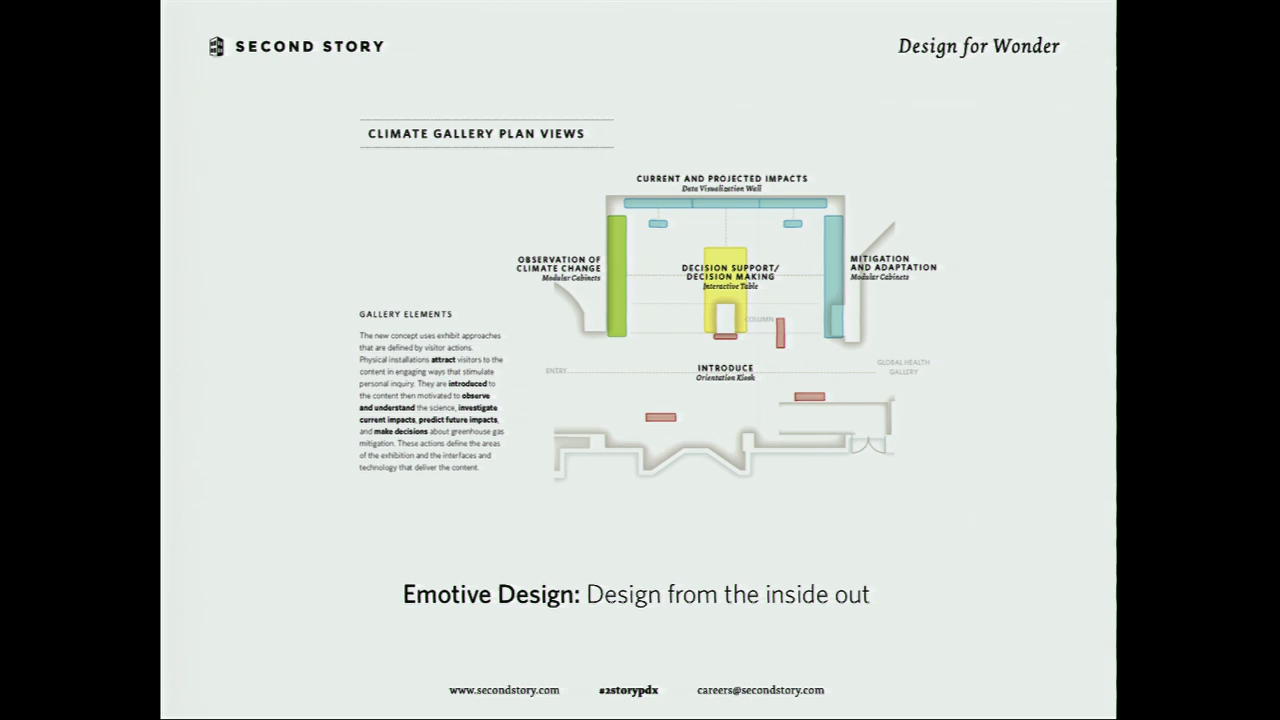 SECOND STORY
Design for Wonder
CLIMATE GALLERY PLAN VIEWS
CURRENT AND PROJECTED IMPACTS
Data Visualization Wall
OBSERVATION OF
CLIMATE CHANGE
Modular Cabinets
DECISION SUPPORT/
DECISION MAKING
Interactive Table
MITIGATION
AND ADAPTATION
Modular Cabinets
COLUMN
INTRODUCE
Orientation Kiosk
ENTRY
GLOBAL HEALTH
GALLERY
GALLERY ELEMENTS
The new concept uses exhibit approaches
that are defined by visitor actions.
Physical installations attract visitors to the
content in engaging ways that stimulate
personal inquiry. They are introduced to
the content then motivated to observe
and understand the science, investigate
current impacts, predict future impacts,
and make decisions about greenhouse gas
mitigation. These actions define the areas
of the exhibition and the interfaces and
technology that deliver the content.
Emotive Design: Design from the inside out
www.secondstory.com
#2storypdx
careers@secondstory.com